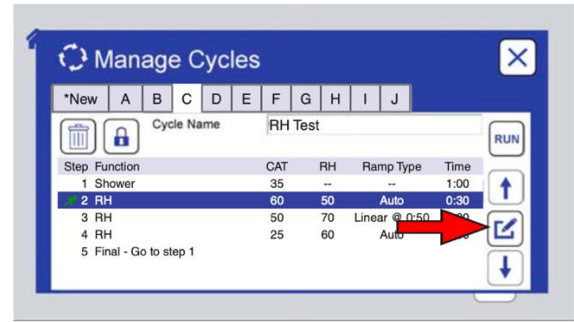 Manage Cycles
*New A B C D E F G H I J
Cycle Name RH Test
RUN
Step Function CAT RH Ramp Type Time
1 Shower 35 -- -- 1:00
2 RH 60 50 Auto 0:30
3 RH 50 70 Linear @ 0:50
4 RH 25 60 Auto
5 Final - Go to step 1